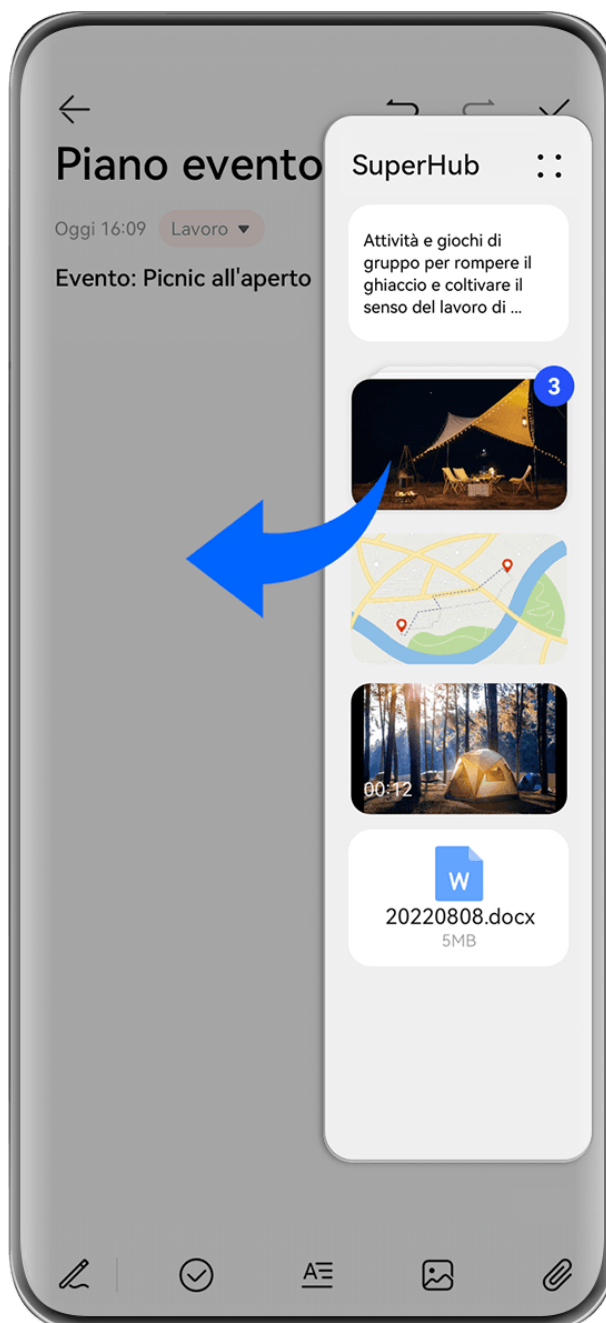 Piano evento
Oggi 16:09 Lavoro
Evento: Picnic all'aperto
SuperHub
Attività e giochi di
gruppo per rompere il
ghiaccio e coltivare il
senso del lavoro di ...
3
00:12
W
20220808.docx
5MB
A